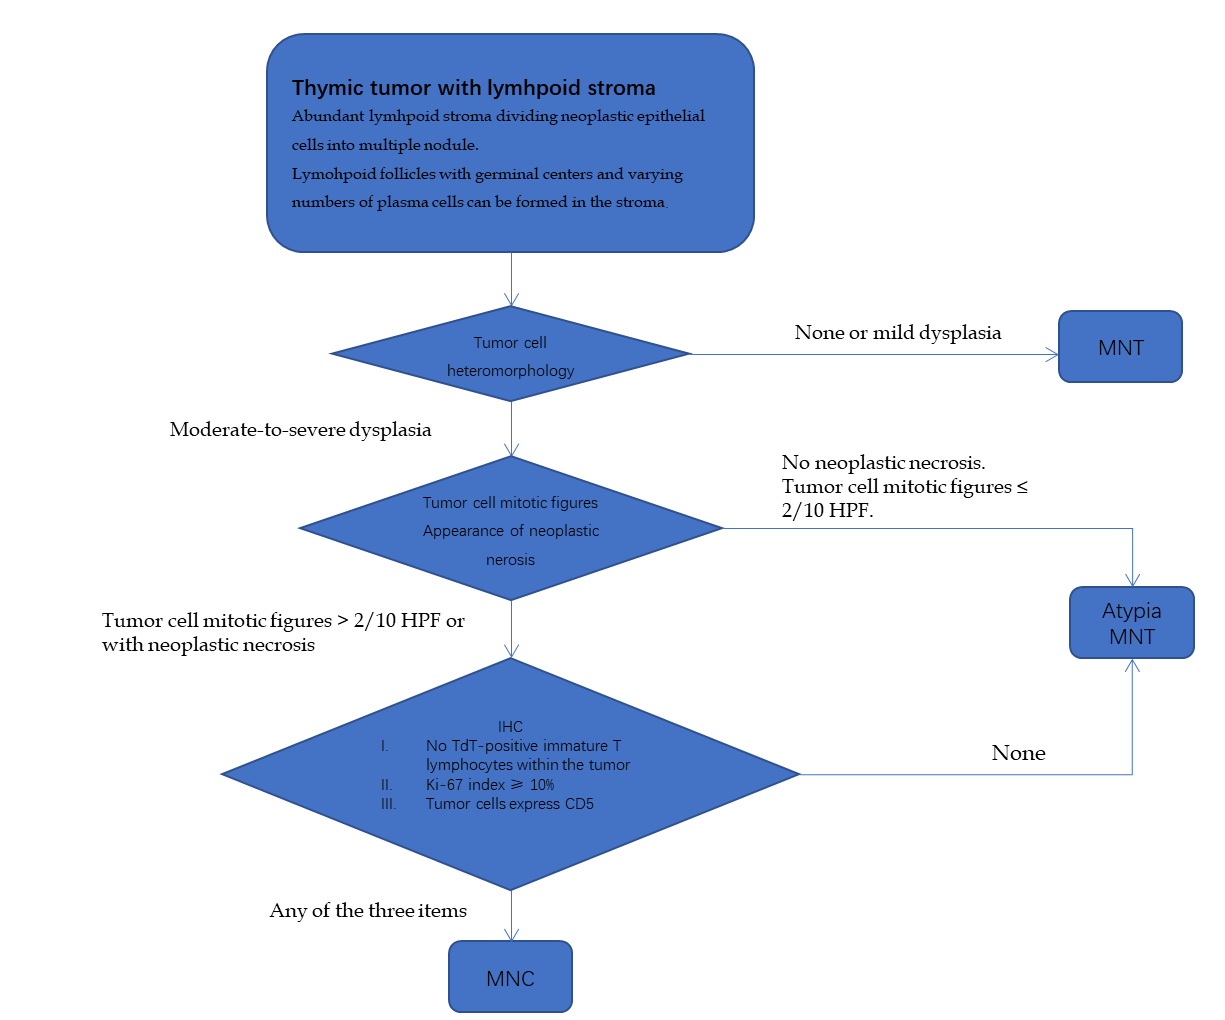 Thymic tumor with lymhpoid stroma
Abundant lymhpoid stroma dividing neoplastic epithelial
cells into multiple nodule.
Lymohpoid follicles with germinal centers and varying
numbers of plasma cells can be formed in the stroma.
Tumor cell
heteromorphology
None or mild dysplasia
MNT
Moderate-to-severe dysplasia
Tumor cell mitotic figures
Appearance of neoplastic
nerosis
No neoplastic necrosis.
Tumor cell mitotic figures ≤
2/10 HPF.
Atypia
MNT
Tumor cell mitotic figures > 2/10 HPF or
with neoplastic necrosis
IHC
I. No TdT-positive immature T
lymphocytes within the tumor
II. Ki-67 index ⩾ 10%
III. Tumor cells express CD5
None
Any of the three items
MNC